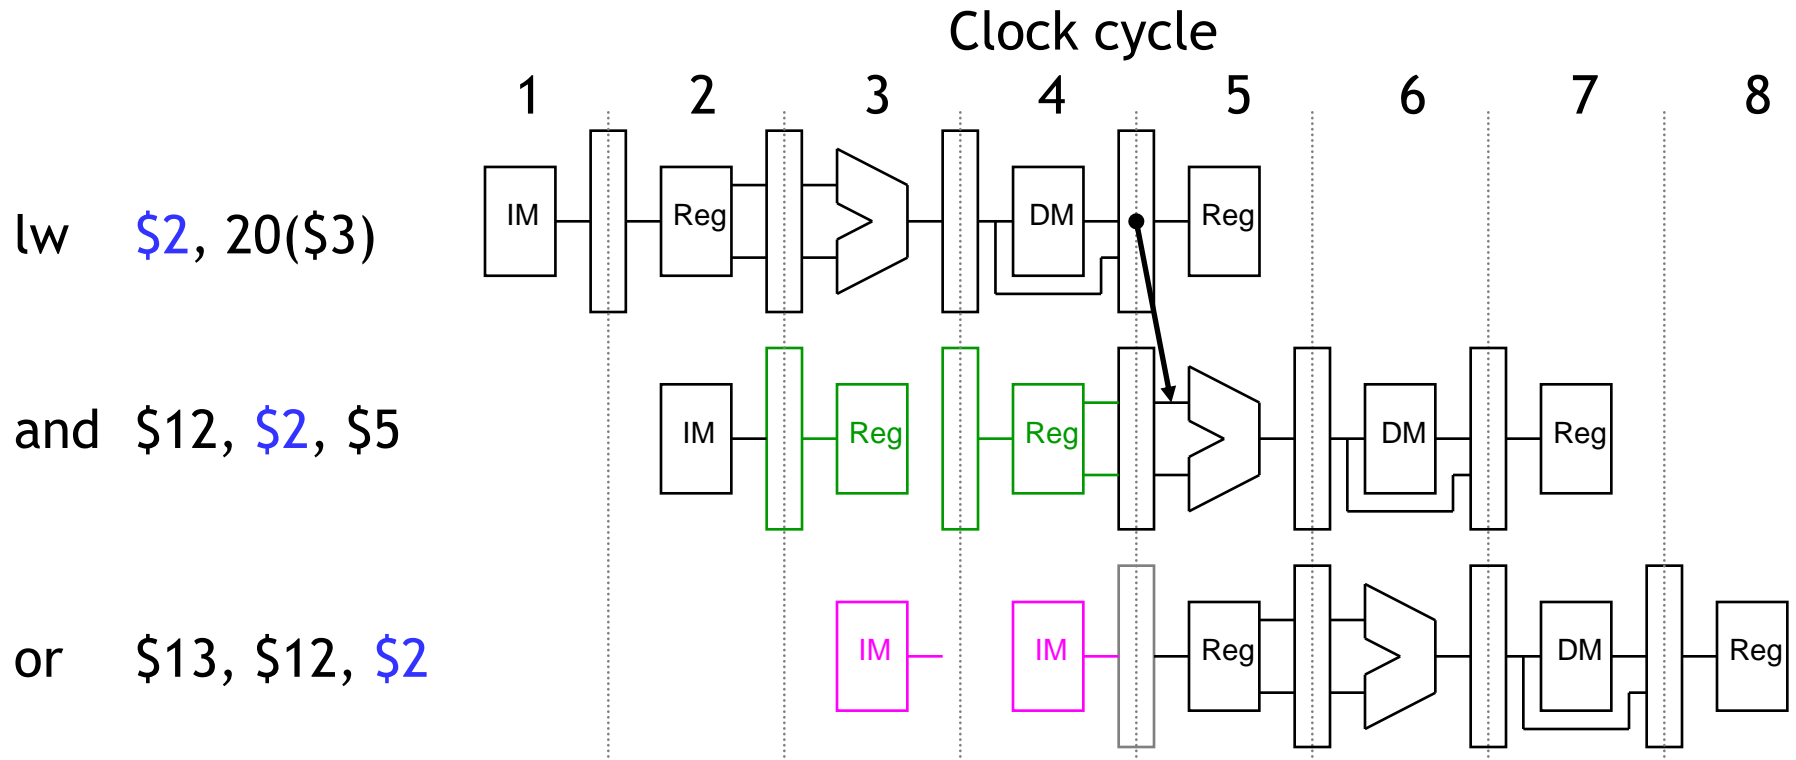 Clock cycle
1 2 3 4 5 6 7 8
lw $2, 20($3) IM Reg DM Reg
and $12, $2, $5 IM Reg Reg DM Reg
or $13, $12, $2 IM IM Reg DM Reg